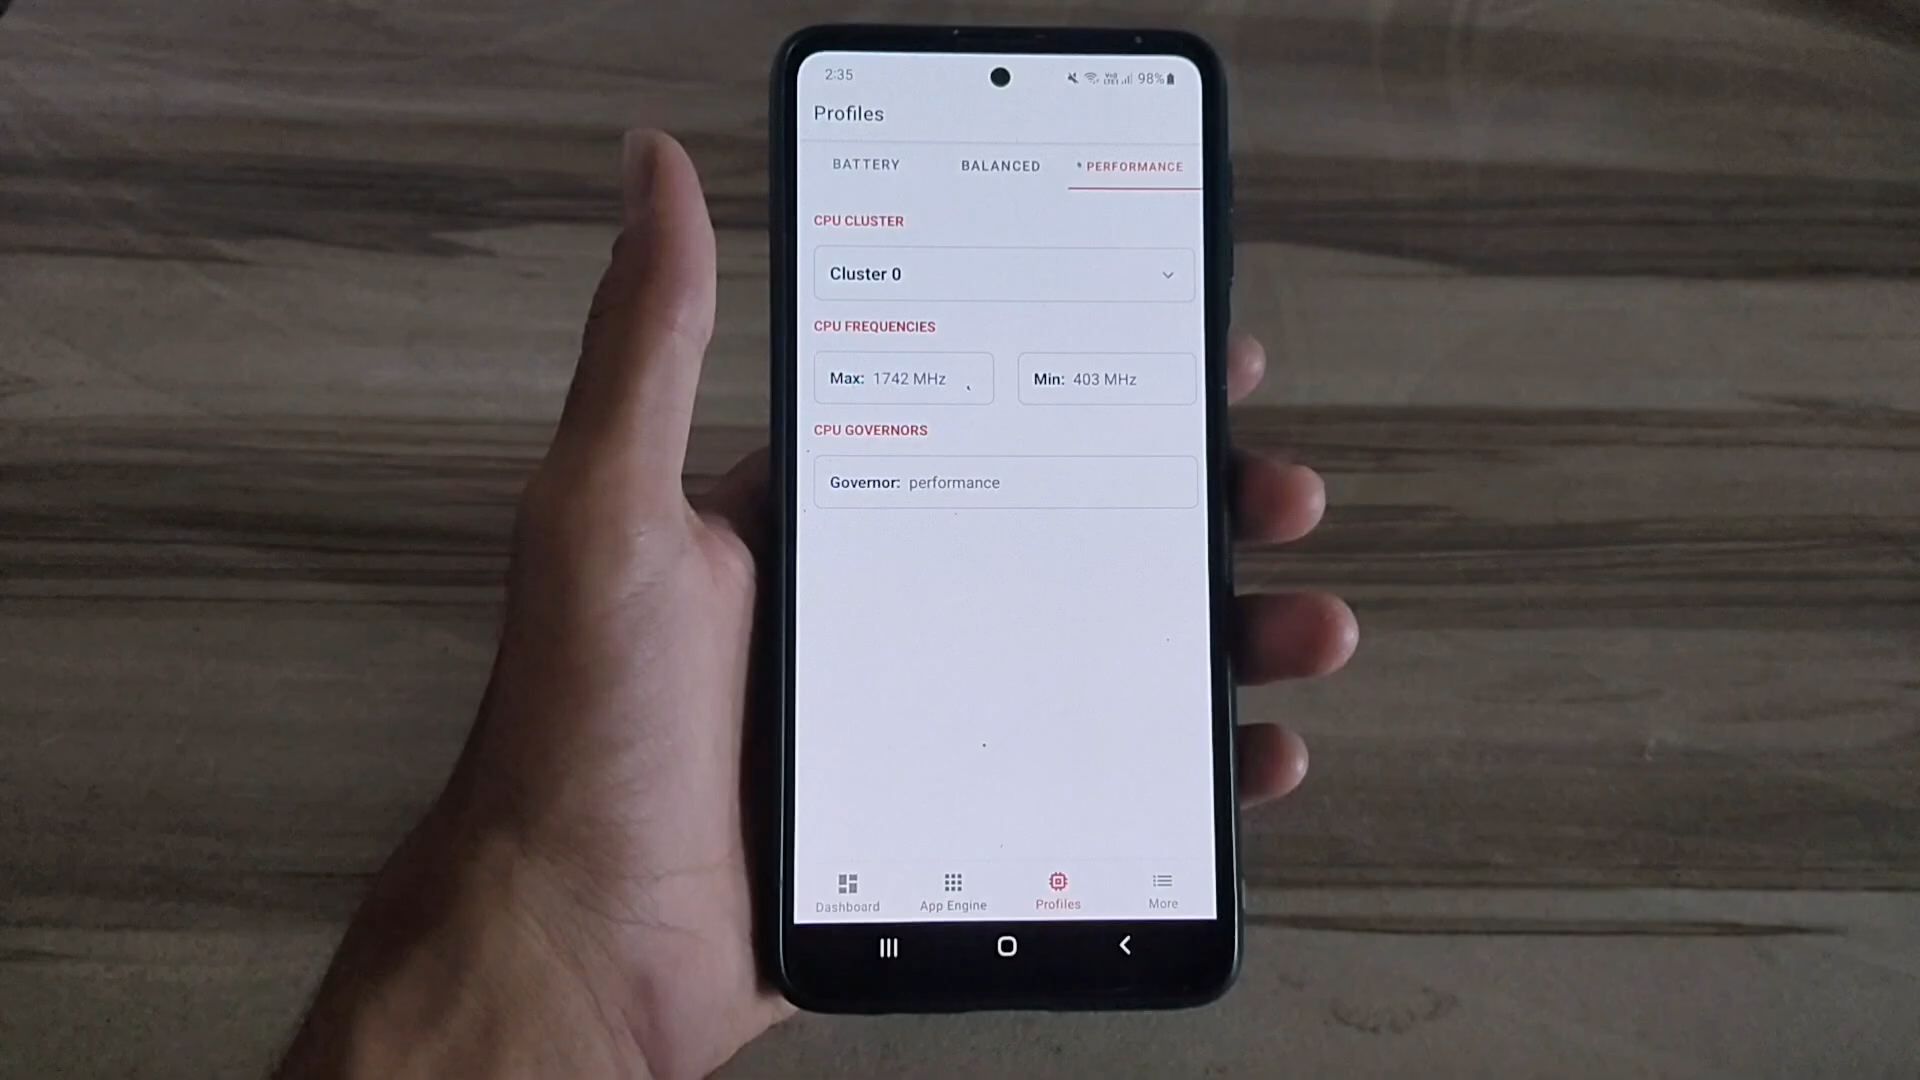 2:35 98%
Profiles
BATTERY BALANCED * PERFORMANCE
CPU CLUSTER
Cluster 0
CPU FREQUENCIES
Max: 1742 MHz Min: 403 MHz
CPU GOVERNORS
Governor: performance
Dashboard App Engine Profiles More